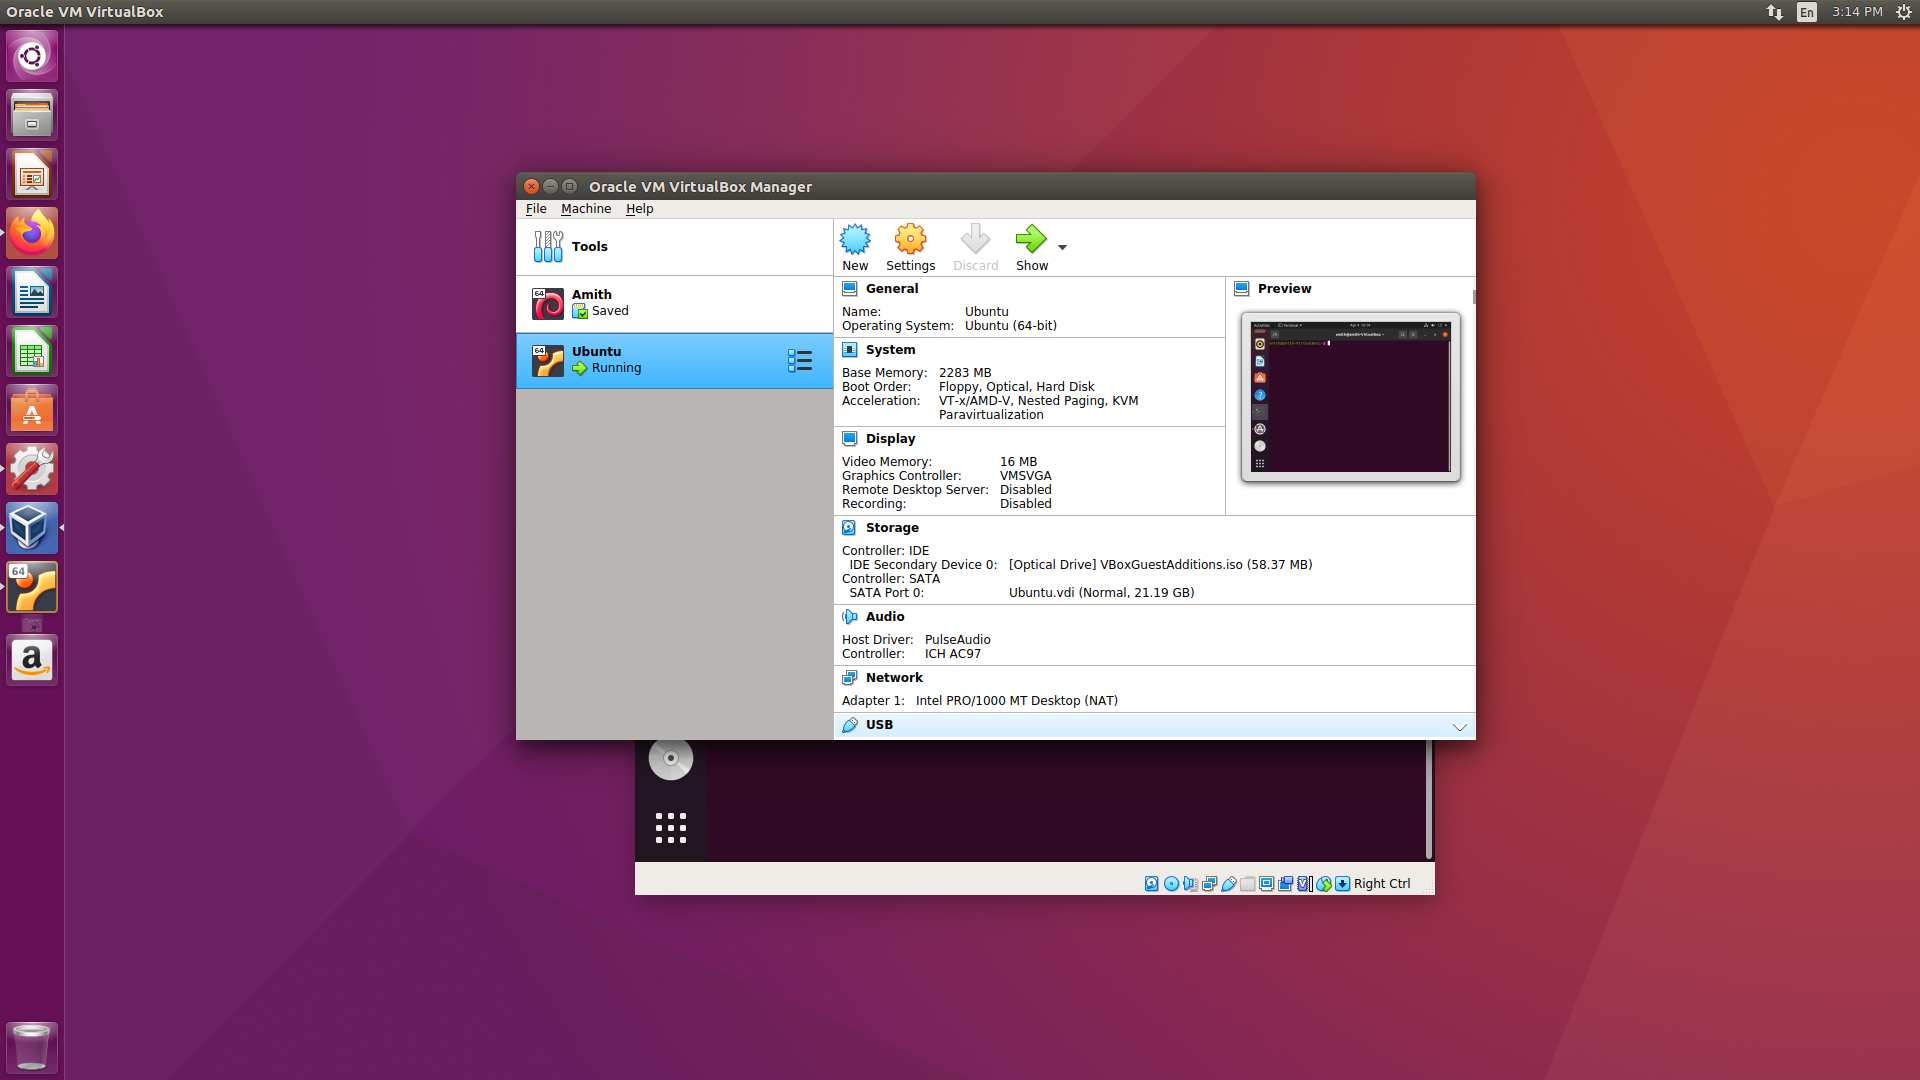 Oracle VM VirtualBox
En
3:14 PM
Oracle VM VirtualBox Manager
File Machine Help
Tools
64
Amith
Saved
64
Ubuntu
Running
New Settings Discard Show
General
Name: Ubuntu
Operating System: Ubuntu (64-bit)
System
Base Memory: 2283 MB
Boot Order: Floppy, Optical, Hard Disk
Acceleration: VT-x/AMD-V, Nested Paging, KVM
Paravirtualization
Display
Video Memory: 16 MB
Graphics Controller: VMSVGA
Remote Desktop Server: Disabled
Recording: Disabled
Preview
Storage
Controller: IDE
IDE Secondary Device 0: [Optical Drive] VBoxGuestAdditions.iso (58.37 MB)
Controller: SATA
SATA Port 0: Ubuntu.vdi (Normal, 21.19 GB)
Audio
Host Driver: PulseAudio
Controller: ICH AC97
Network
Adapter 1: Intel PRO/1000 MT Desktop (NAT)
USB
64
a
Right Ctrl